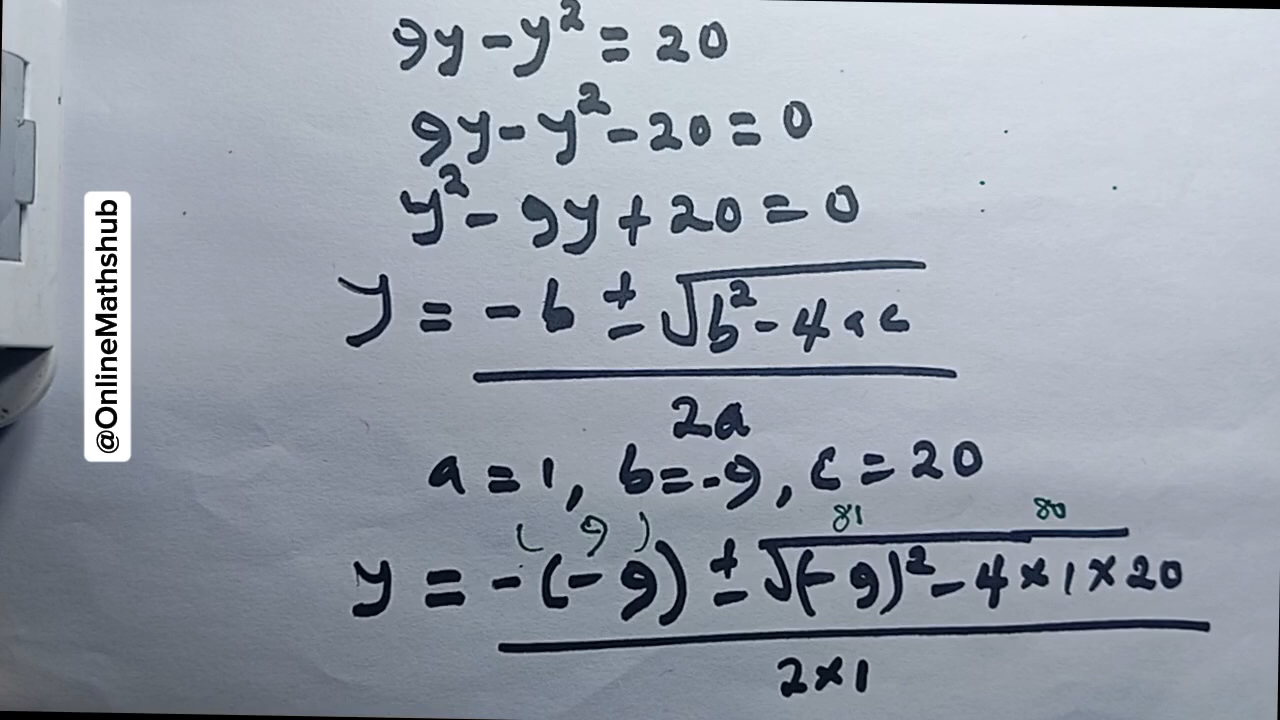 9y - y² = 20
9y - y² - 20 = 0
y² - 9y + 20 = 0
y = -b ± √b² - 4ac
2a
a = 1, b = -9, c = 20
( 9 ) 81 80
y = -(-9) ± √(-9)² - 4 × 1 × 20
2 × 1
@OnlineMathshub